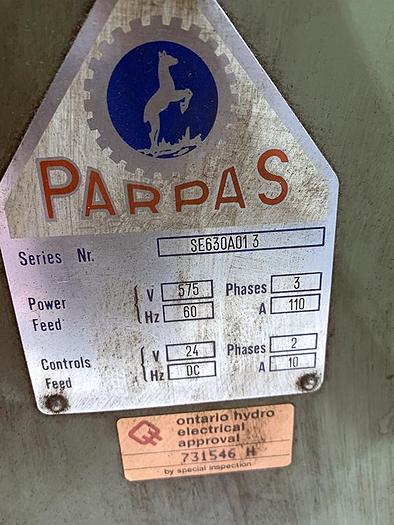 PARPAS
Series Nr. SE630A01 3
Power Feed { V 575 Phases 3
Hz 60 A 110
Controls Feed { V 24 Phases 2
Hz DC A 10
ontario hydro
electrical
approval
731546 H
by special inspection